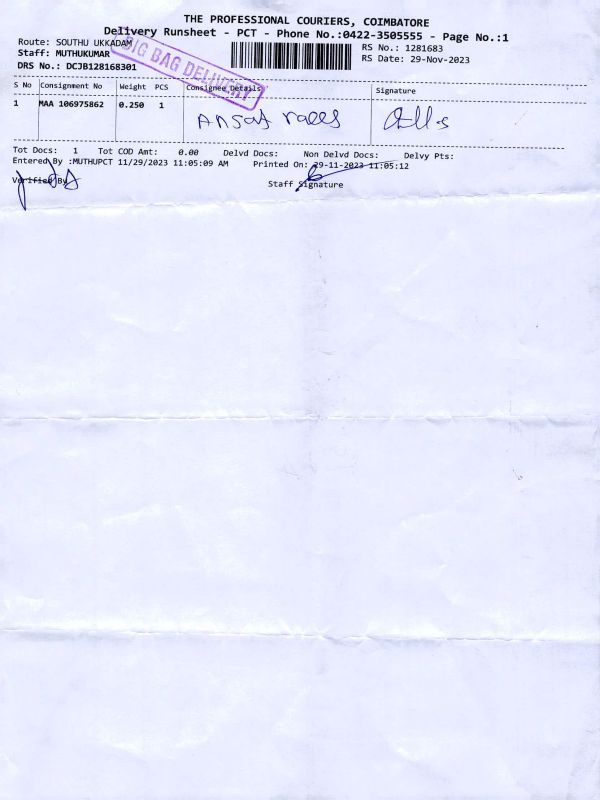 THE PROFESSIONAL COURIERS, COIMBATORE
Delivery Runsheet - PCT - Phone No.:0422-3505555 - Page No.:1
Route: SOUTHU UKKADAM
Staff: MUTHUKUMAR
DRS No.: DCJB128168301
BIG BAG DELIVERY
RS No.: 1281683
RS Date: 29-Nov-2023
S No Consignment No Weight PCS Consignee Details Signature
1 MAA 106975862 0.250 1
Tot Docs: 1 Tot COD Amt: 0.00 Delvd Docs: Non Delvd Docs: Delvy Pts:
Entered By :MUTHUPCT 11/29/2023 11:05:09 AM Printed On: 29-11-2023 11:05:12
Verified By
Staff Signature